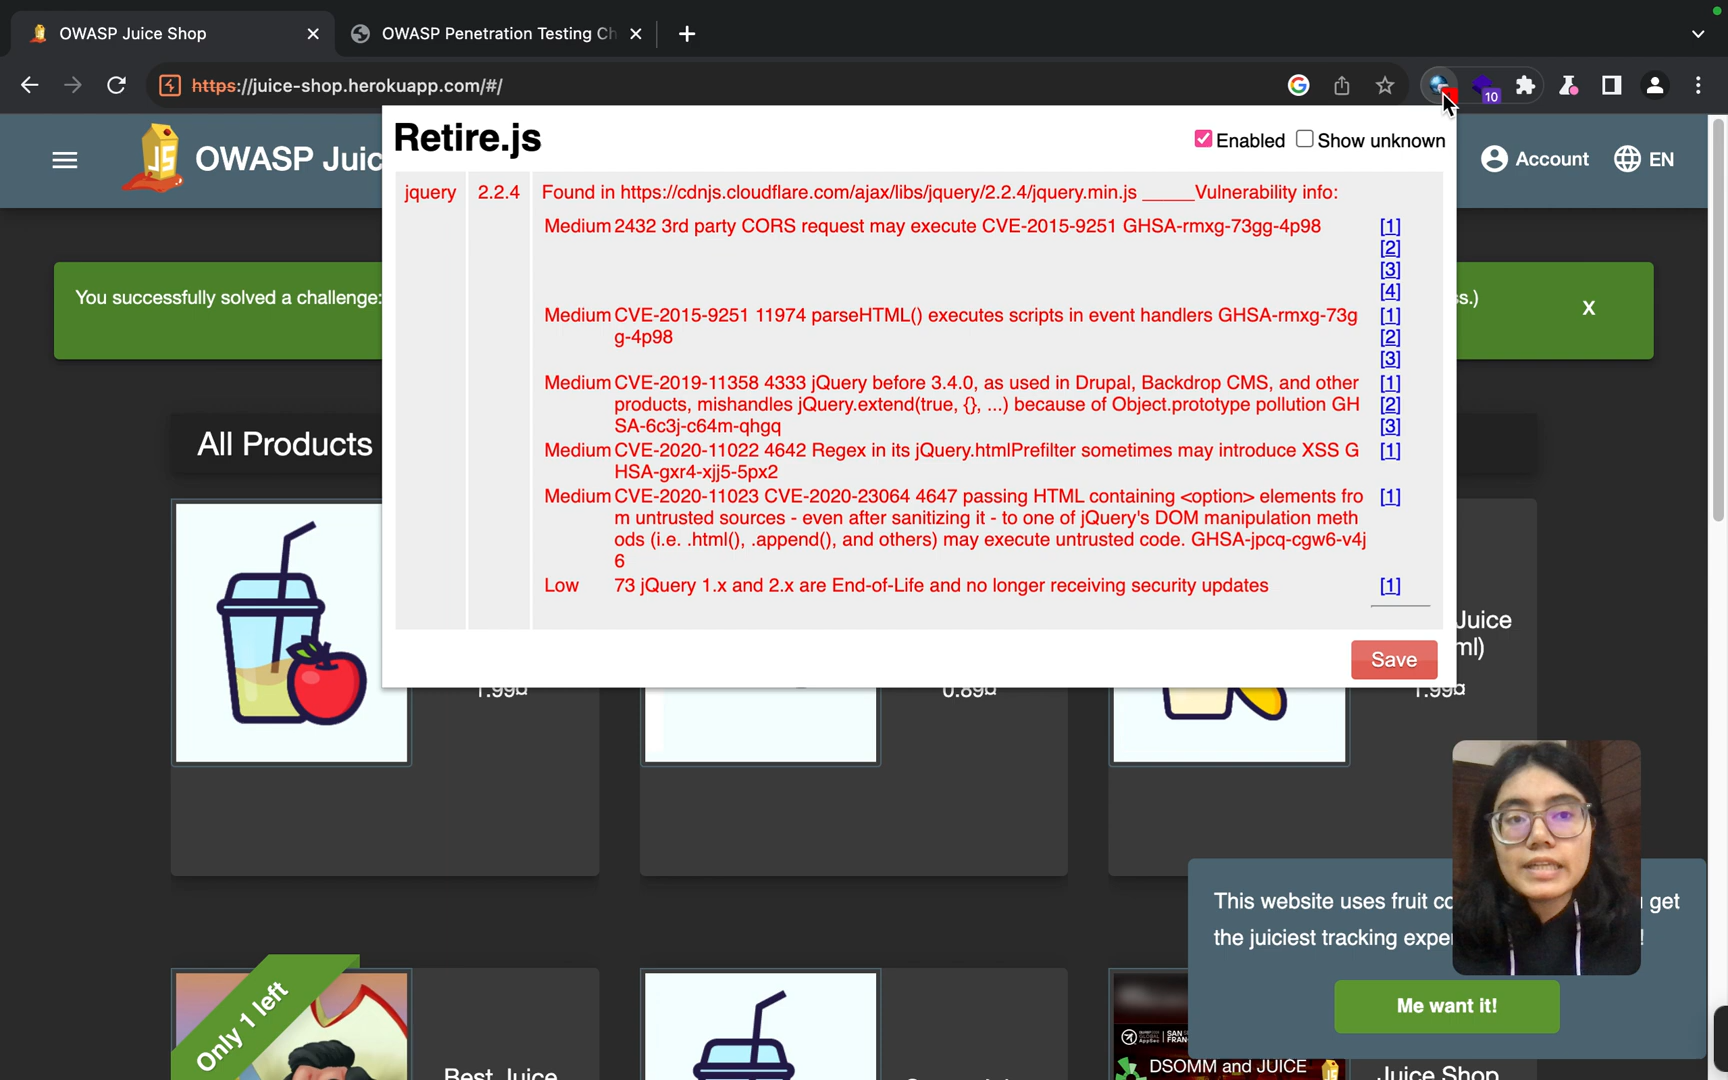 OWASP Juice Shop
OWASP Penetration Testing Ch
https://juice-shop.herokuapp.com/#/
10
Retire.js
Enabled
Show unknown
OWASP Juic
Account
EN
jquery
2.2.4
Found in https://cdnjs.cloudflare.com/ajax/libs/jquery/2.2.4/jquery.min.js _____Vulnerability info:
Medium 2432 3rd party CORS request may execute CVE-2015-9251 GHSA-rmxg-73gg-4p98 [1]
[2]
[3]
[4]
Medium CVE-2015-9251 11974 parseHTML() executes scripts in event handlers GHSA-rmxg-73g [1]
g-4p98 [2]
[3]
Medium CVE-2019-11358 4333 jQuery before 3.4.0, as used in Drupal, Backdrop CMS, and other [1]
products, mishandles jQuery.extend(true, {}, ...) because of Object.prototype pollution GH [2]
SA-6c3j-c64m-qhgq [3]
Medium CVE-2020-11022 4642 Regex in its jQuery.htmlPrefilter sometimes may introduce XSS G [1]
HSA-gxr4-xjj5-5px2
Medium CVE-2020-11023 CVE-2020-23064 4647 passing HTML containing <option> elements fro [1]
m untrusted sources - even after sanitizing it - to one of jQuery's DOM manipulation meth
ods (i.e. .html(), .append(), and others) may execute untrusted code. GHSA-jpcq-cgw6-v4j
6
Low 73 jQuery 1.x and 2.x are End-of-Life and no longer receiving security updates [1]
Save
You successfully solved a challenge:
ss.)
X
All Products
JS
Juice
ml)
1.99¤
0.89¤
1.99¤
This website uses fruit co
get
the juiciest tracking expe
!
Me want it!
Only 1 left
Best Juice
DSOMM and JUICE
Juice Shop